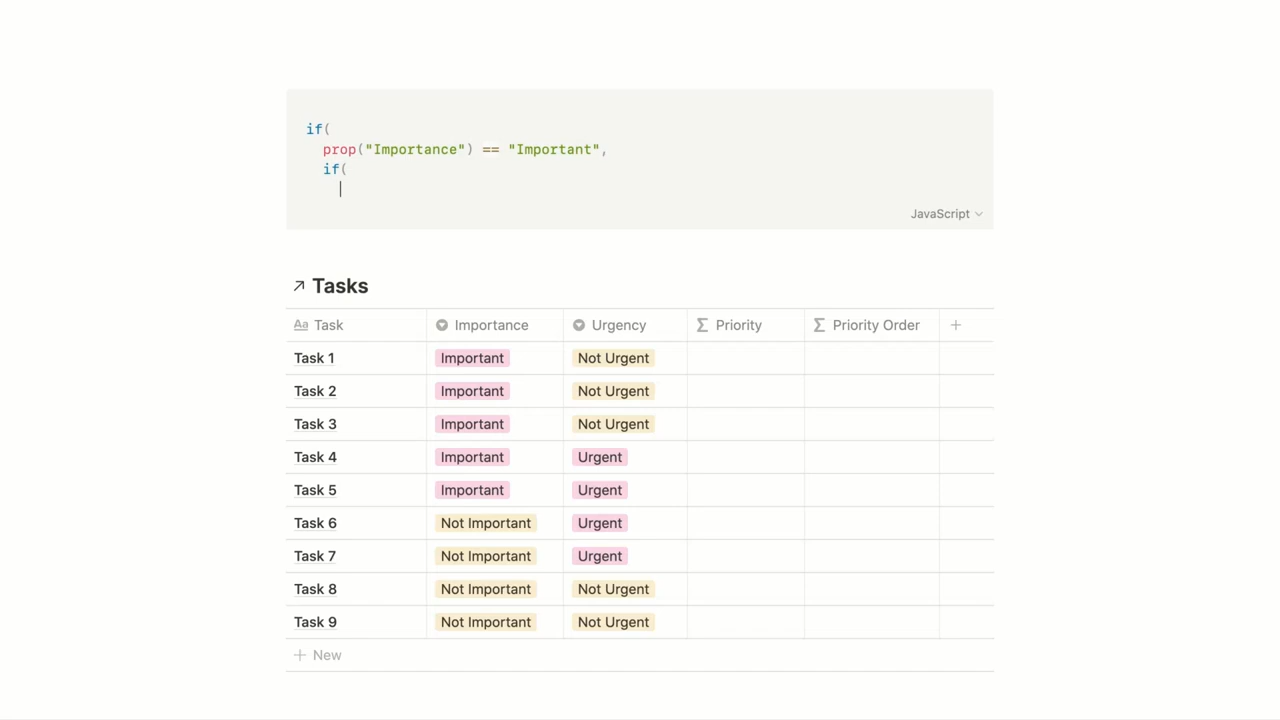 if(
prop("Importance") == "Important",
if(
JavaScript
Tasks
Aa Task Importance Urgency Priority Priority Order
Task 1 Important Not Urgent
Task 2 Important Not Urgent
Task 3 Important Not Urgent
Task 4 Important Urgent
Task 5 Important Urgent
Task 6 Not Important Urgent
Task 7 Not Important Urgent
Task 8 Not Important Not Urgent
Task 9 Not Important Not Urgent
New